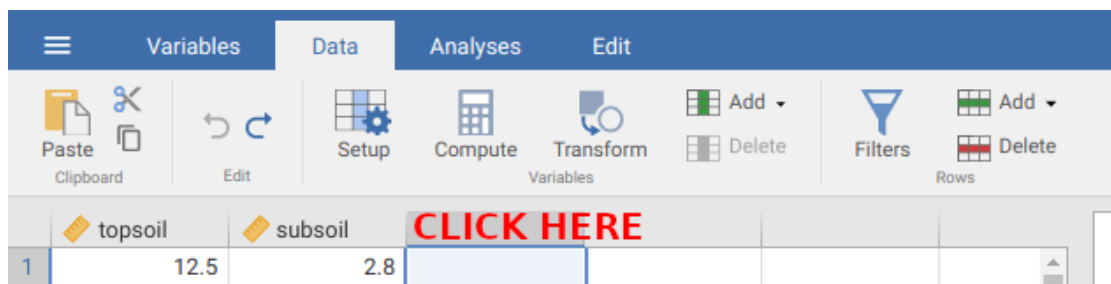 Variables Data Analyses Edit
Paste
Setup Compute Transform Add Delete
Filters Add Delete
Clipboard Edit Variables Rows
topsoil subsoil CLICK HERE
1 12.5 2.8